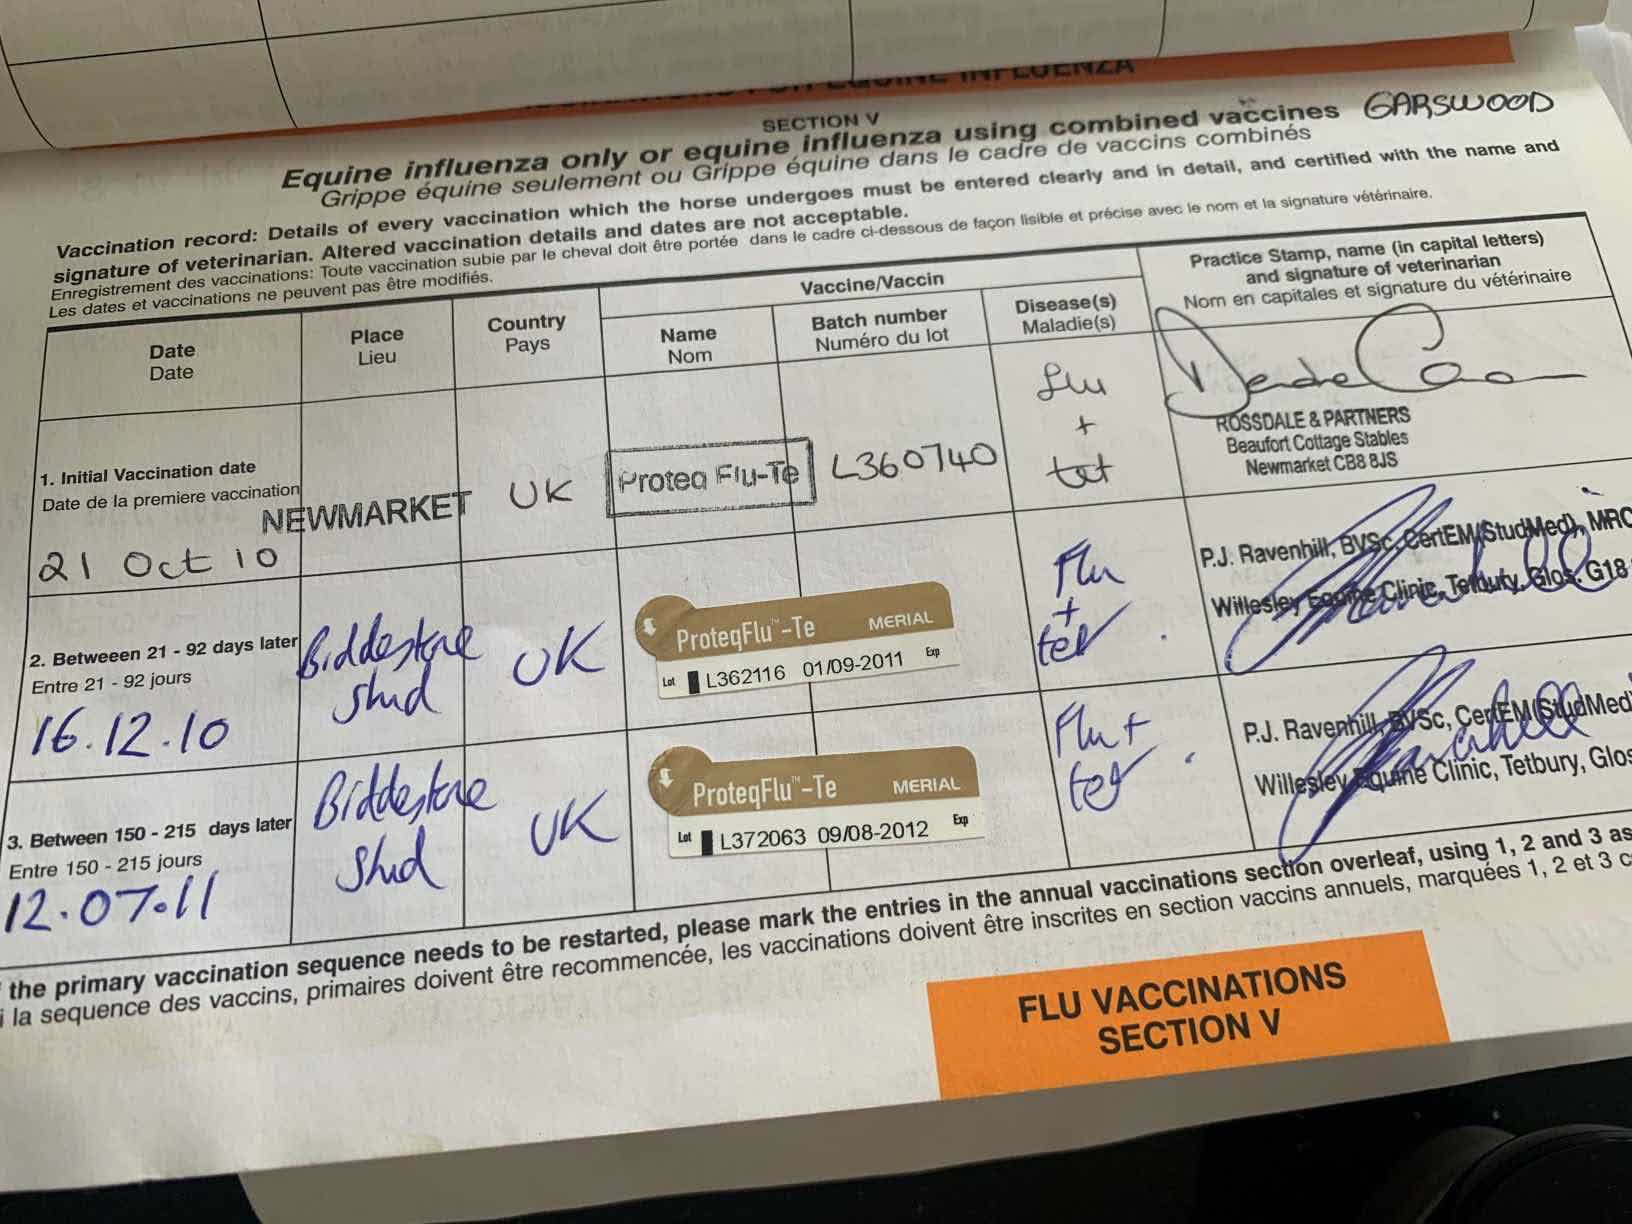 EQUINE INFLUENZA
SECTION V
GARSWOOD
Equine influenza only or equine influenza using combined vaccines
Grippe équine seulement ou Grippe équine dans le cadre de vaccins combinés
Vaccination record: Details of every vaccination which the horse undergoes must be entered clearly and in detail, and certified with the name and
signature of veterinarian. Altered vaccination details and dates are not acceptable.
Enregistrement des vaccinations: Toute vaccination subie par le cheval doit être portée dans le cadre ci-dessous de façon lisible et précise avec le nom et la signature vétérinaire.
Les dates et vaccinations ne peuvent pas être modifiés.
Date
Date
Place
Lieu
Country
Pays
Vaccine/Vaccin
Name
Nom
Batch number
Numéro du lot
Disease(s)
Maladie(s)
Practice Stamp, name (in capital letters)
and signature of veterinarian
Nom en capitales et signature du vétérinaire
1. Initial Vaccination date
Date de la premiere vaccination
21 Oct 10
NEWMARKET
UK
Proteq Flu-Te
L360740
flu
+
tet
ROSSDALE & PARTNERS
Beaufort Cottage Stables
Newmarket CB8 8JS
2. Betweeen 21 - 92 days later
Entre 21 - 92 jours
16.12.10
Biddestone
Stud
UK
ProteqFlu™-Te MERIAL
Lot L362116 01/09-2011 Exp
Flu
+
tet
P.J. Ravenhill, BVSc, CertEM(StudMed), MRC
Willesley Equine Clinic, Tetbury, Glos. G18
3. Between 150 - 215 days later
Entre 150 - 215 jours
12.07.11
Biddestone
Stud
UK
ProteqFlu™-Te MERIAL
Lot L372063 09/08-2012 Exp
Flu +
tet
P.J. Ravenhill, BVSc, CertEM(StudMed)
Willesley Equine Clinic, Tetbury, Glos
the primary vaccination sequence needs to be restarted, please mark the entries in the annual vaccinations section overleaf, using 1, 2 and 3 as
i la sequence des vaccins, primaires doivent être recommencée, les vaccinations doivent être inscrites en section vaccins annuels, marquées 1, 2 et 3 c
FLU VACCINATIONS
SECTION V